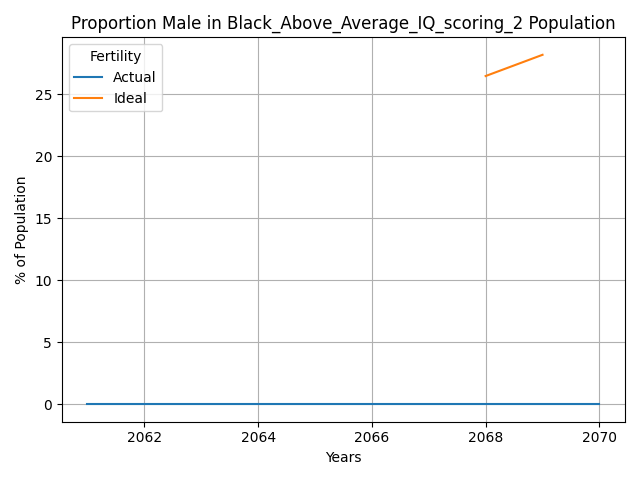 Proportion Male in Black_Above_Average_IQ_scoring_2 Population
Fertility
Actual
Ideal
% of Population
25
20
15
10
5
0
2062 2064 2066 2068 2070
Years